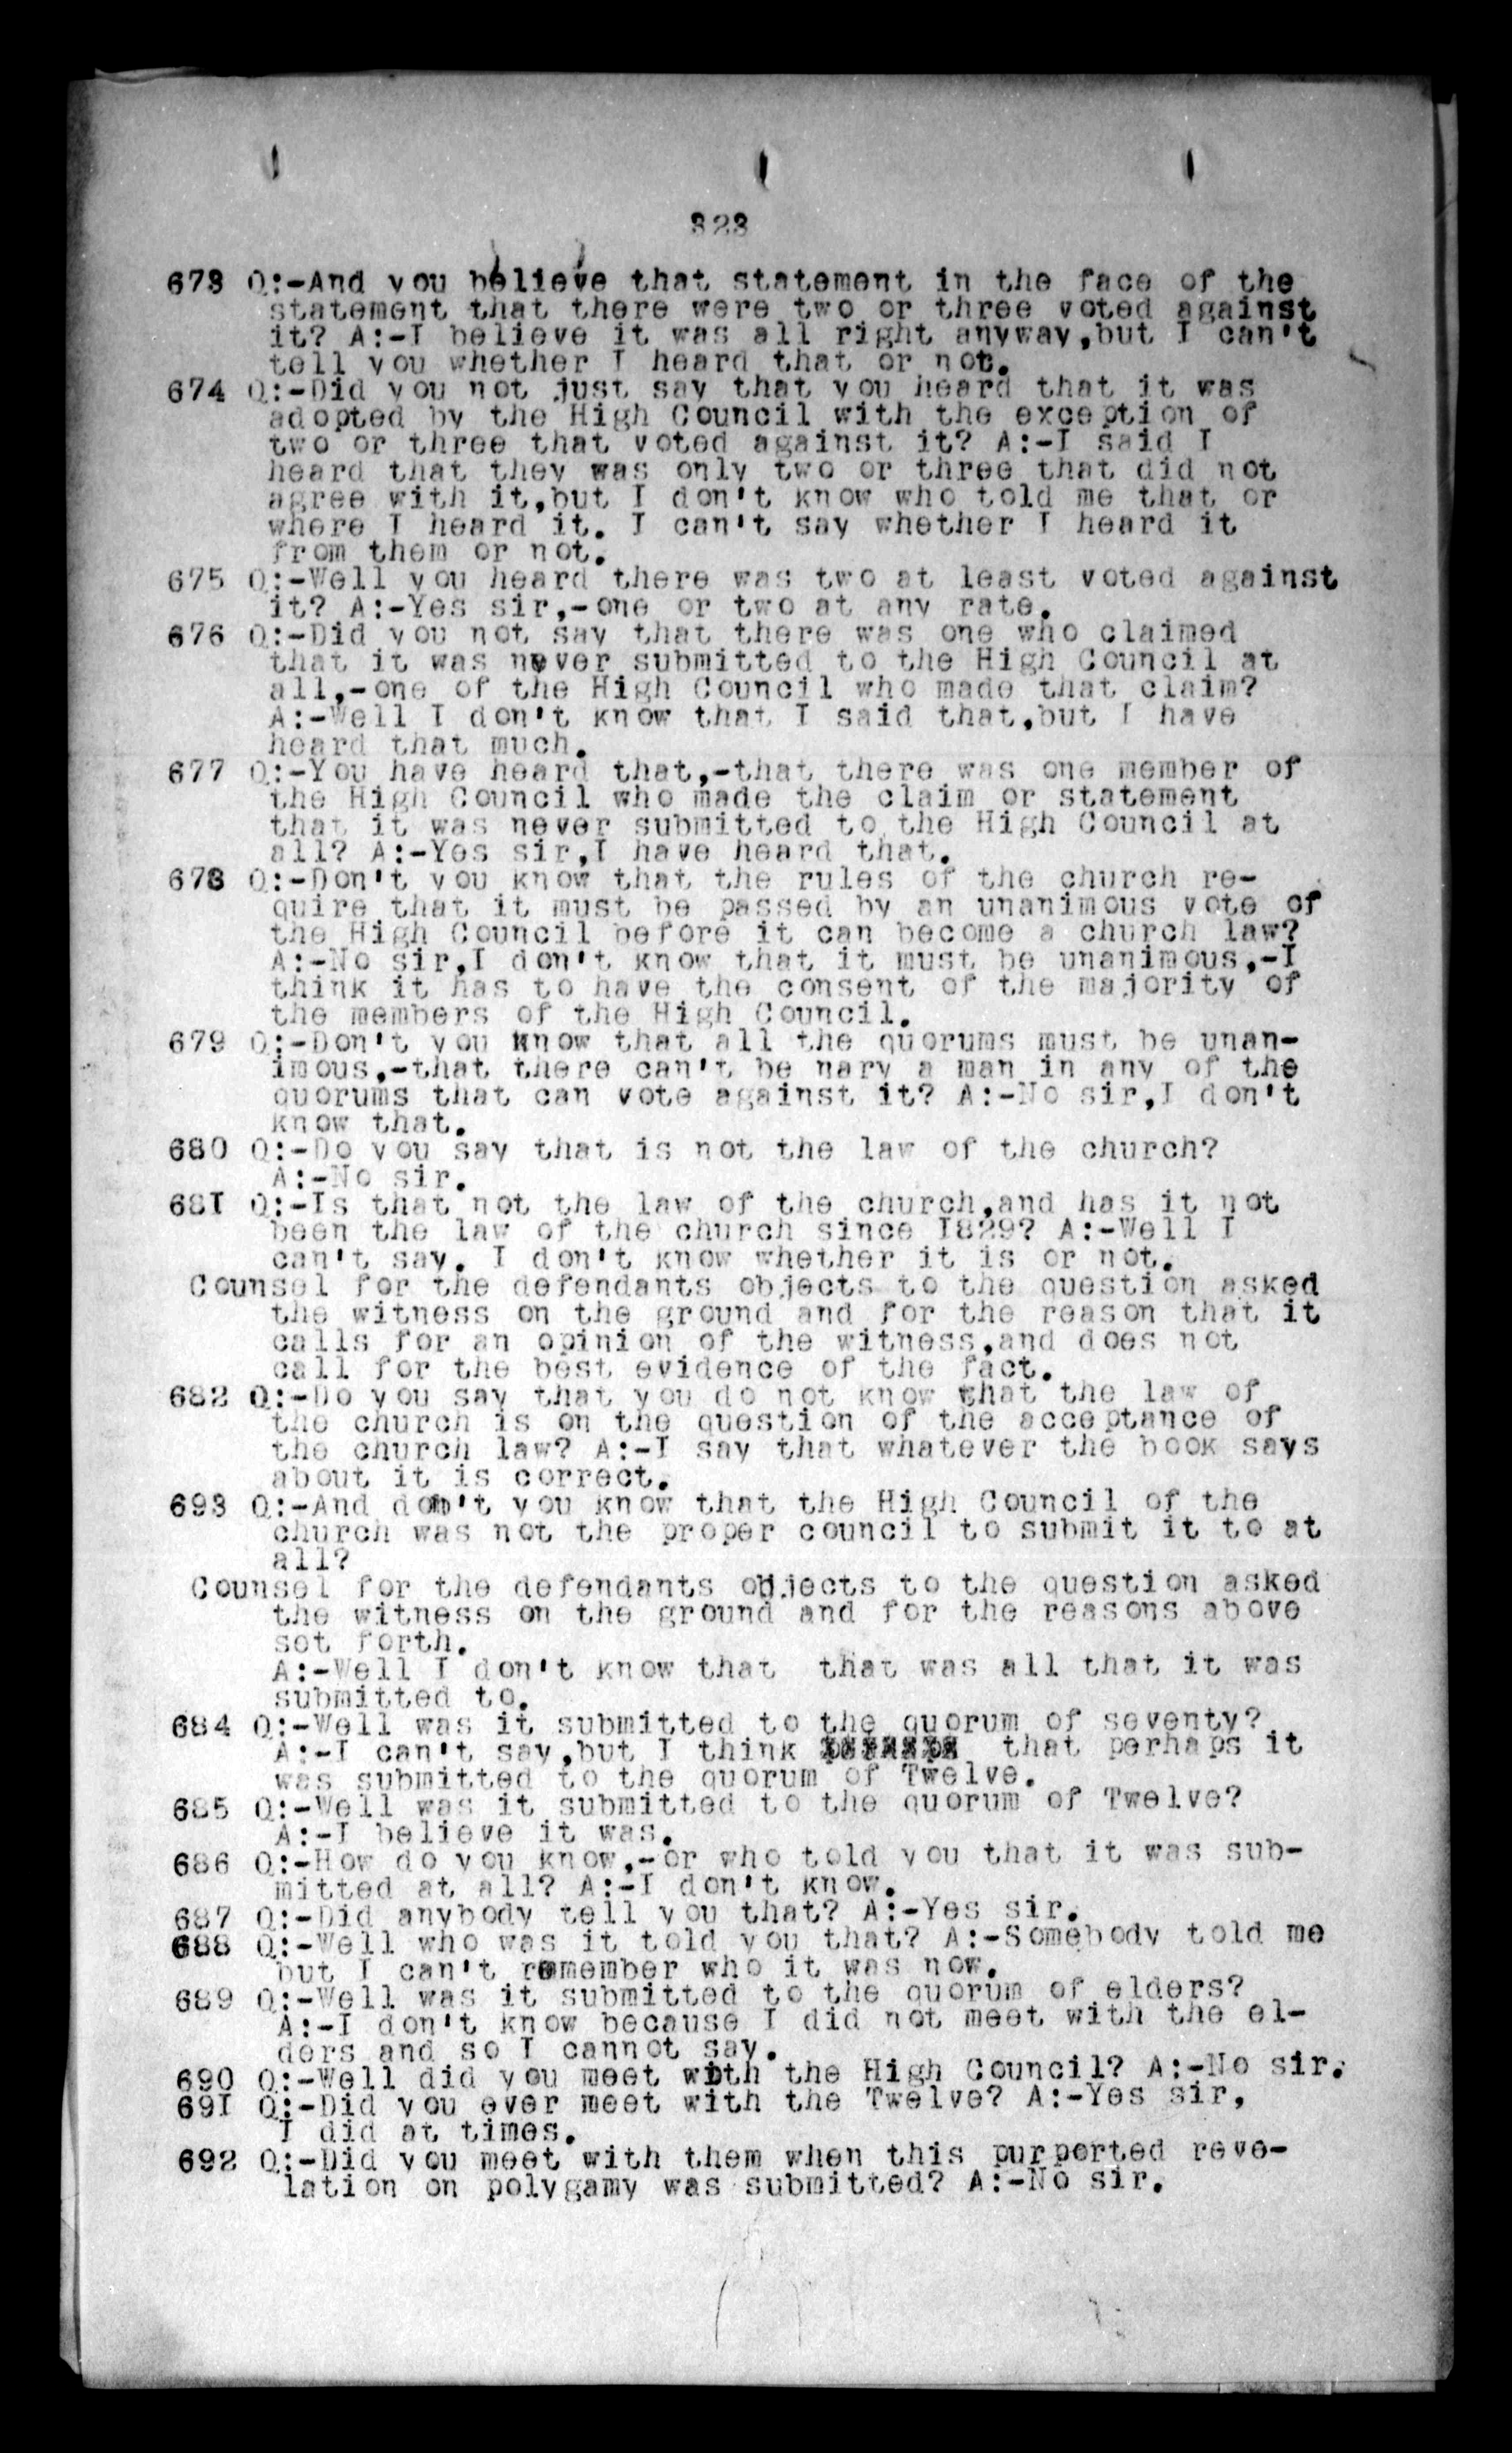 323
673 Q:-And you believe that statement in the face of the
statement that there were two or three voted against
it? A:-I believe it was all right anyway,but I can't
tell you whether I heard that or not.
674 Q:-Did you not just say that you heard that it was
adopted by the High Council with the exception of
two or three that voted against it? A:-I said I
heard that they was only two or three that did not
agree with it,but I don't know who told me that or
where I heard it. I can't say whether I heard it
from them or not.
675 Q:-Well you heard there was two at least voted against
it? A:-Yes sir,-one or two at any rate.
676 Q:-Did you not say that there was one who claimed
that it was never submitted to the High Council at
all,-one of the High Council who made that claim?
A:-Well I don't know that I said that,but I have
heard that much.
677 Q:-You have heard that,-that there was one member of
the High Council who made the claim or statement
that it was never submitted to the High Council at
all? A:-Yes sir,I have heard that.
678 Q:-Don't you know that the rules of the church re-
quire that it must be passed by an unanimous vote of
the High Council before it can become a church law?
A:-No sir,I don't know that it must be unanimous,-I
think it has to have the consent of the majority of
the members of the High Council.
679 Q:-Don't you know that all the quorums must be unan-
imous,-that there can't be nary a man in any of the
quorums that can vote against it? A:-No sir,I don't
know that.
680 Q:-Do you say that is not the law of the church?
A:-No sir.
681 Q:-Is that not the law of the church,and has it not
been the law of the church since 1829? A:-Well I
can't say. I don't know whether it is or not.
Counsel for the defendants objects to the question asked
the witness on the ground and for the reason that it
calls for an opinion of the witness,and does not
call for the best evidence of the fact.
682 Q:-Do you say that you do not know what the law of
the church is on the question of the acceptance of
the church law? A:-I say that whatever the book says
about it is correct.
693 Q:-And don't you know that the High Council of the
church was not the proper council to submit it to at
all?
Counsel for the defendants objects to the question asked
the witness on the ground and for the reasons above
set forth.
A:-Well I don't know that that was all that it was
submitted to.
684 Q:-Well was it submitted to the quorum of seventy?
A:-I can't say,but I think that perhaps it
was submitted to the quorum of Twelve.
685 Q:-Well was it submitted to the quorum of Twelve?
A:-I believe it was.
686 Q:-How do you know,-or who told you that it was sub-
mitted at all? A:-I don't know.
687 Q:-Did anybody tell you that? A:-Yes sir.
688 Q:-Well who was it told you that? A:-Somebody told me
but I can't remember who it was now.
689 Q:-Well was it submitted to the quorum of elders?
A:-I don't know because I did not meet with the el-
ders and so I cannot say.
690 Q:-Well did you meet with the High Council? A:-No sir.
691 Q:-Did you ever meet with the Twelve? A:-Yes sir,
I did at times.
692 Q:-Did you meet with them when this purported reve-
lation on polygamy was submitted? A:-No sir.